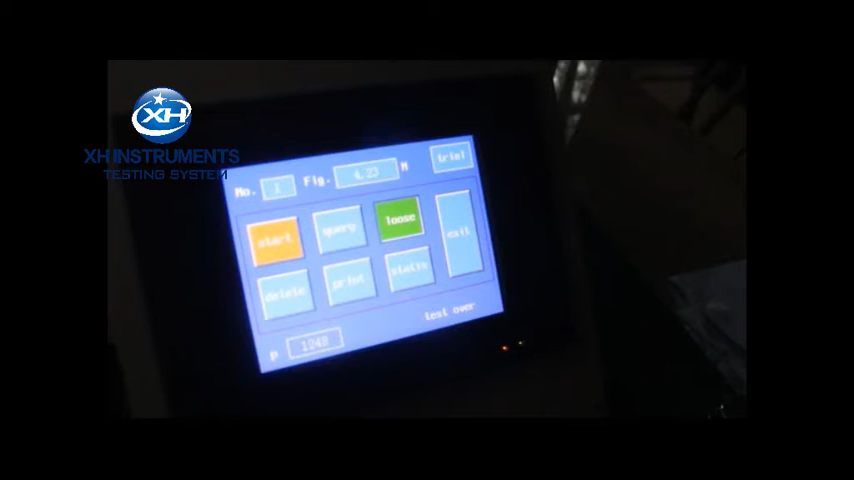 XH
XH INSTRUMENTS
TESTING SYSTEM
No. 1 Fig. 4.23 M trial
start query loose exit
delete print
P 1248 test over